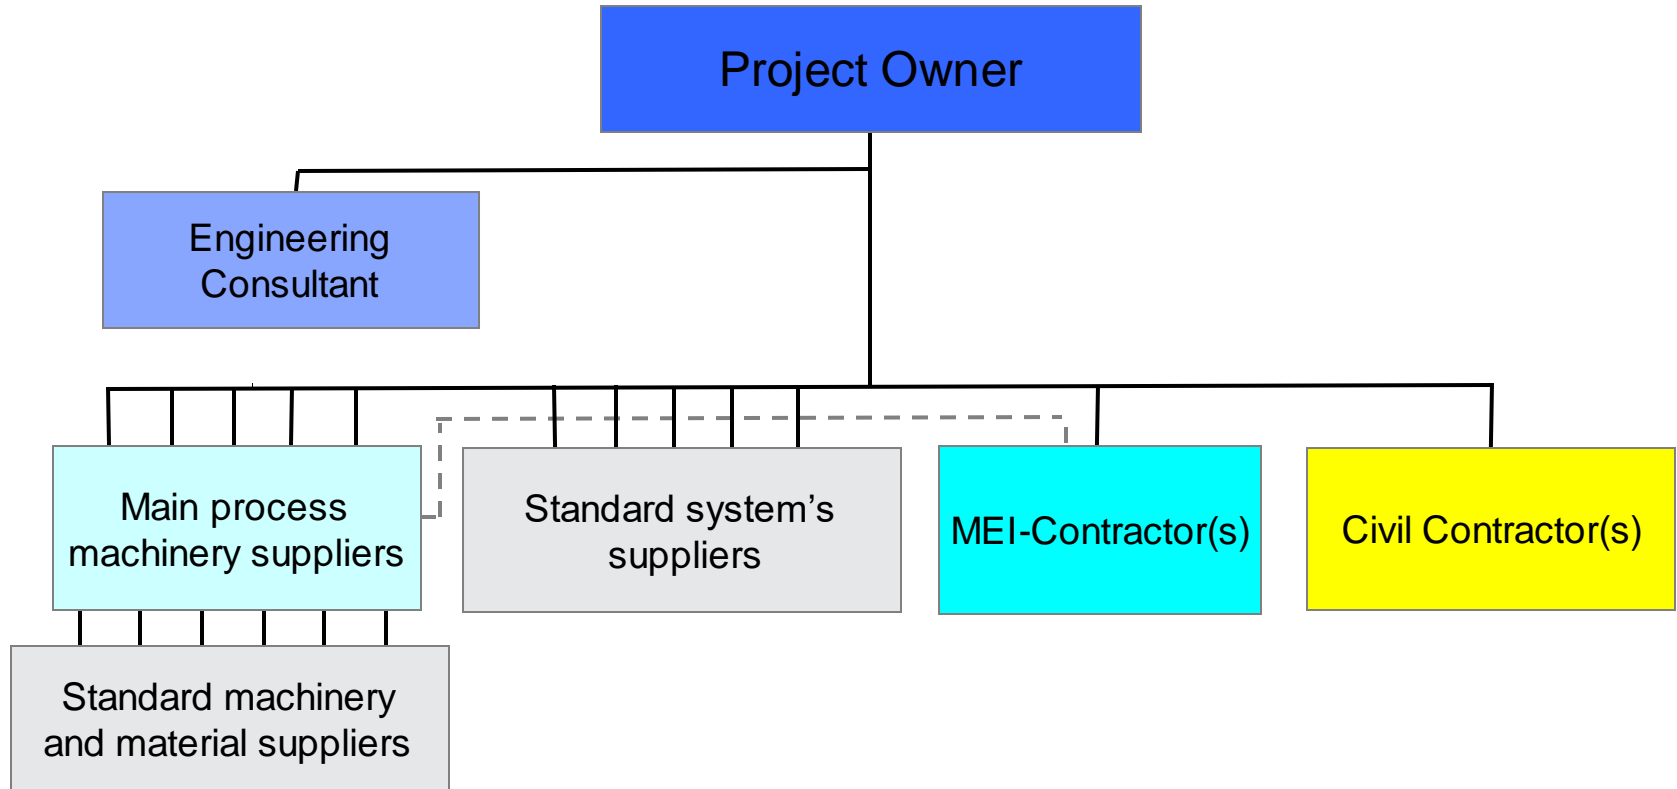 Project Owner
Engineering
Consultant
Main process
machinery suppliers
Standard system’s
suppliers
MEI-Contractor(s)
Civil Contractor(s)
Standard machinery
and material suppliers